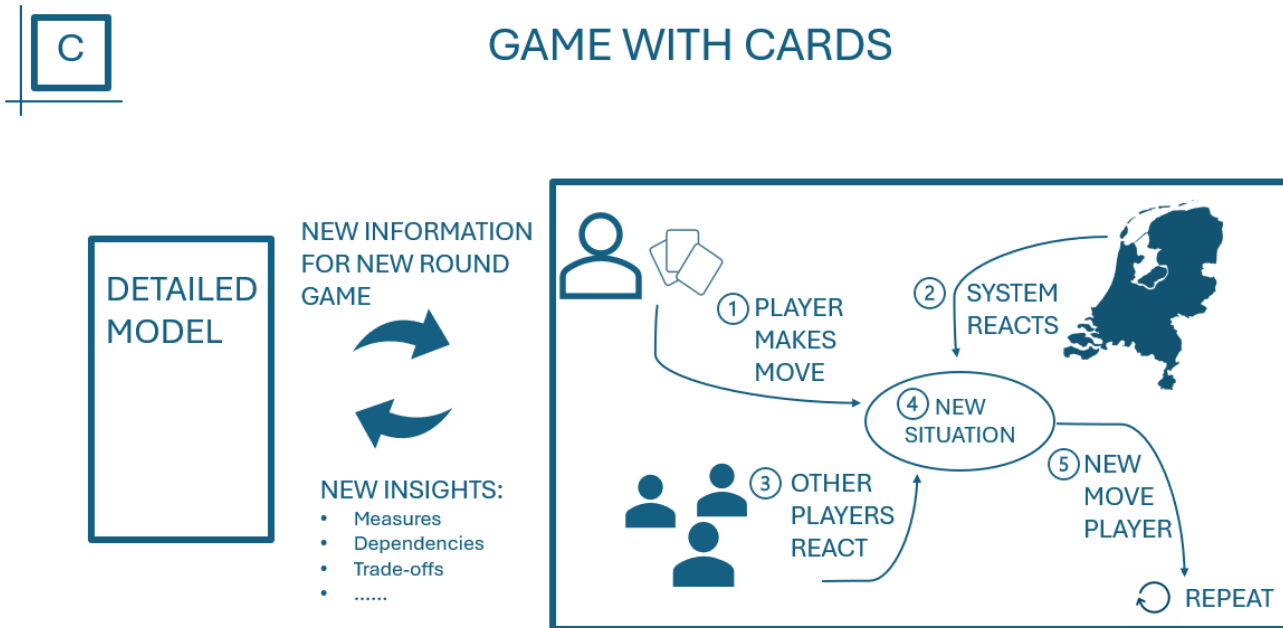 C
GAME WITH CARDS
DETAILED
MODEL
NEW INFORMATION
FOR NEW ROUND
GAME
NEW INSIGHTS:
• Measures
• Dependencies
• Trade-offs
• ......
1 PLAYER
MAKES
MOVE
2 SYSTEM
REACTS
3 OTHER
PLAYERS
REACT
4 NEW
SITUATION
5 NEW
MOVE
PLAYER
REPEAT